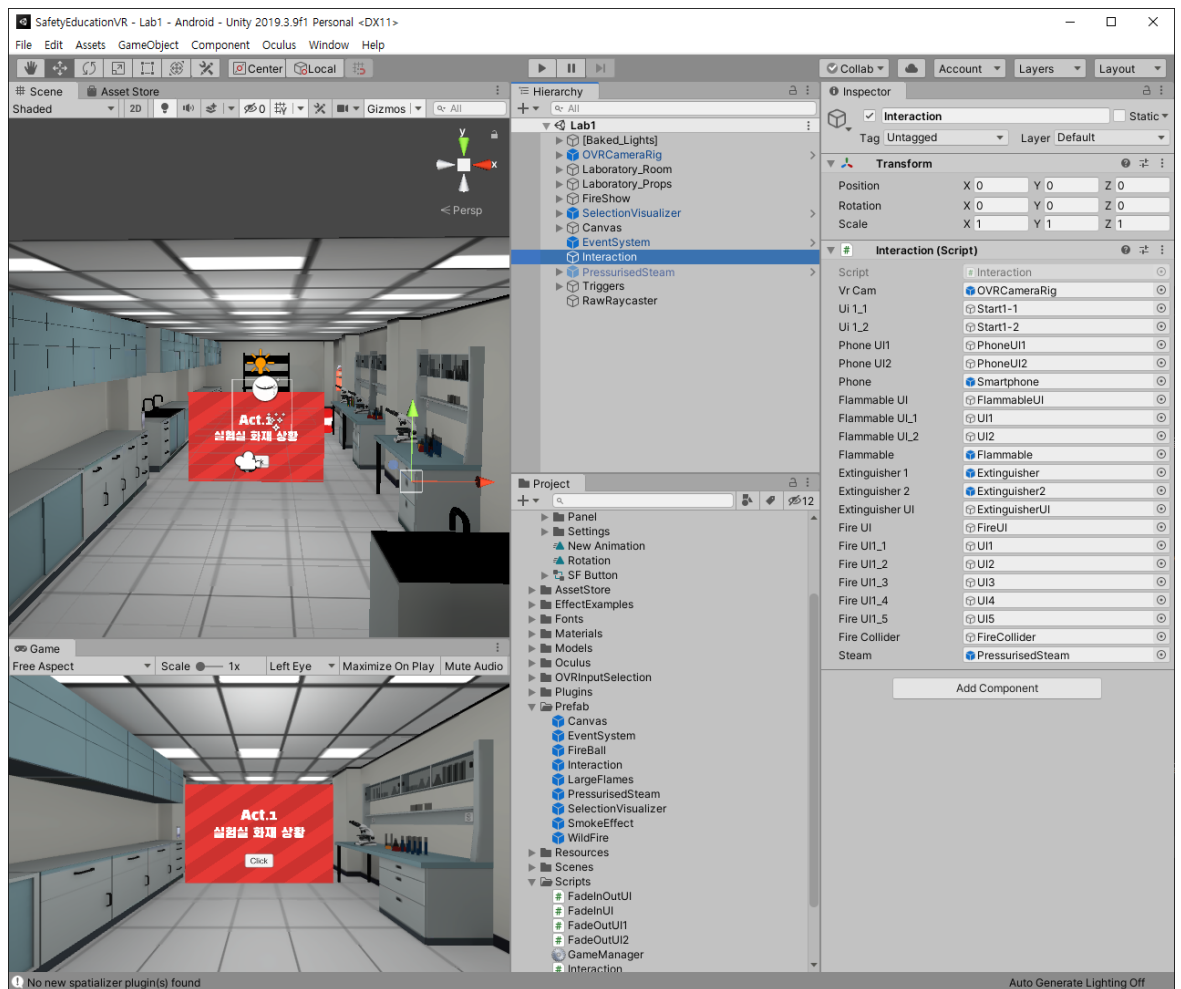 SafetyEducationVR - Lab1 - Android - Unity 2019.3.9f1 Personal <DX11>
File Edit Assets GameObject Component Oculus Window Help
Center Local Collab Account Layers Layout
Scene Asset Store
Shaded 2D 0 Gizmos All
y
x
Persp
Act.1
실험실 화재 상황
Game
Free Aspect Scale 1x Left Eye Maximize On Play Mute Audio
Act.1
실험실 화재 상황
Click
Hierarchy
All
Lab1
[Baked_Lights]
OVRCameraRig
Laboratory_Room
Laboratory_Props
FireShow
SelectionVisualizer
Canvas
EventSystem
Interaction
PressurisedSteam
Triggers
RawRaycaster
Project
12
Panel
Settings
New Animation
Rotation
SF Button
AssetStore
EffectExamples
Fonts
Materials
Models
Oculus
OVRInputSelection
Plugins
Prefab
Canvas
EventSystem
FireBall
Interaction
LargeFlames
PressurisedSteam
SelectionVisualizer
SmokeEffect
WildFire
Resources
Scenes
Scripts
FadeInOutUI
FadeInUI
FadeOutUI1
FadeOutUI2
GameManager
Interaction
Inspector
Interaction Static
Tag Untagged Layer Default
Transform
Position X 0 Y 0 Z 0
Rotation X 0 Y 0 Z 0
Scale X 1 Y 1 Z 1
Interaction (Script)
Script Interaction
Vr Cam OVRCameraRig
Ui 1_1 Start1-1
Ui 1_2 Start1-2
Phone UI1 PhoneUI1
Phone UI2 PhoneUI2
Phone Smartphone
Flammable UI FlammableUI
Flammable UI_1 UI1
Flammable UI_2 UI2
Flammable Flammable
Extinguisher 1 Extinguisher
Extinguisher 2 Extinguisher2
Extinguisher UI ExtinguisherUI
Fire UI FireUI
Fire UI1_1 UI1
Fire UI1_2 UI2
Fire UI1_3 UI3
Fire UI1_4 UI4
Fire UI1_5 UI5
Fire Collider FireCollider
Steam PressurisedSteam
Add Component
No new spatializer plugin(s) found
Auto Generate Lighting Off